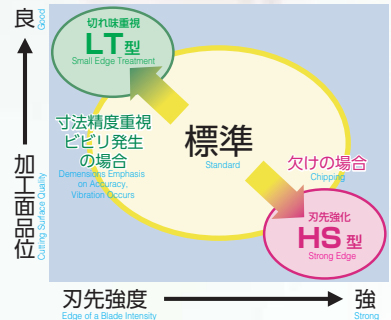 良
Good
加工面品位
Cutting Surface Quality
切れ味重視
LT型
Small Edge Treatment
寸法精度重視
ビビリ発生
の場合
Demensions Emphasis
on Accuracy,
Vibration Occurs
標準
Standard
欠けの場合
Chipping
刃先強化
HS型
Strong Edge
刃先強度
Edge of a Blade Intensity
強
Strong